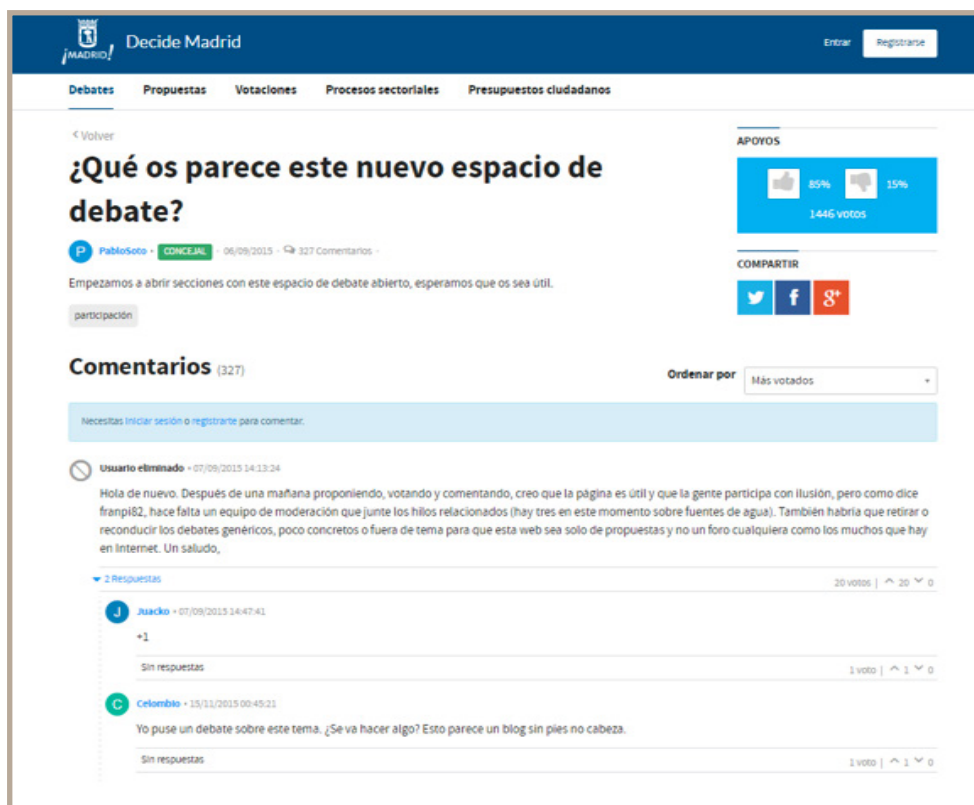 ¡MADRID!
Decide Madrid
Entrar
Registrarse
Debates
Propuestas
Votaciones
Procesos sectoriales
Presupuestos ciudadanos
< Volver
¿Qué os parece este nuevo espacio de
debate?
P PabloSoto • CONCEJAL • 06/09/2015 • 327 Comentarios •
Empezamos a abrir secciones con este espacio de debate abierto, esperamos que os sea útil.
participación
APOYOS
85% 15%
1446 votos
COMPARTIR
f g+
Comentarios (327)
Ordenar por Más votados
Necesitas iniciar sesión o registrarte para comentar.
Usuario eliminado • 07/09/2015 14:13:24
Hola de nuevo. Después de una mañana proponiendo, votando y comentando, creo que la página es útil y que la gente participa con ilusión, pero como dice
franpi82, hace falta un equipo de moderación que junte los hilos relacionados (hay tres en este momento sobre fuentes de agua). También habría que retirar o
reconducir los debates genéricos, poco concretos o fuera de tema para que esta web sea solo de propuestas y no un foro cualquiera como los muchos que hay
en Internet. Un saludo,
2 Respuestas
20 votos | 20 0
J Juacko • 07/09/2015 14:47:41
+1
Sin respuestas
1 voto | 1 0
C Celombio • 15/11/2015 00:45:21
Yo puse un debate sobre este tema. ¿Se va hacer algo? Esto parece un blog sin pies no cabeza.
Sin respuestas
1 voto | 1 0